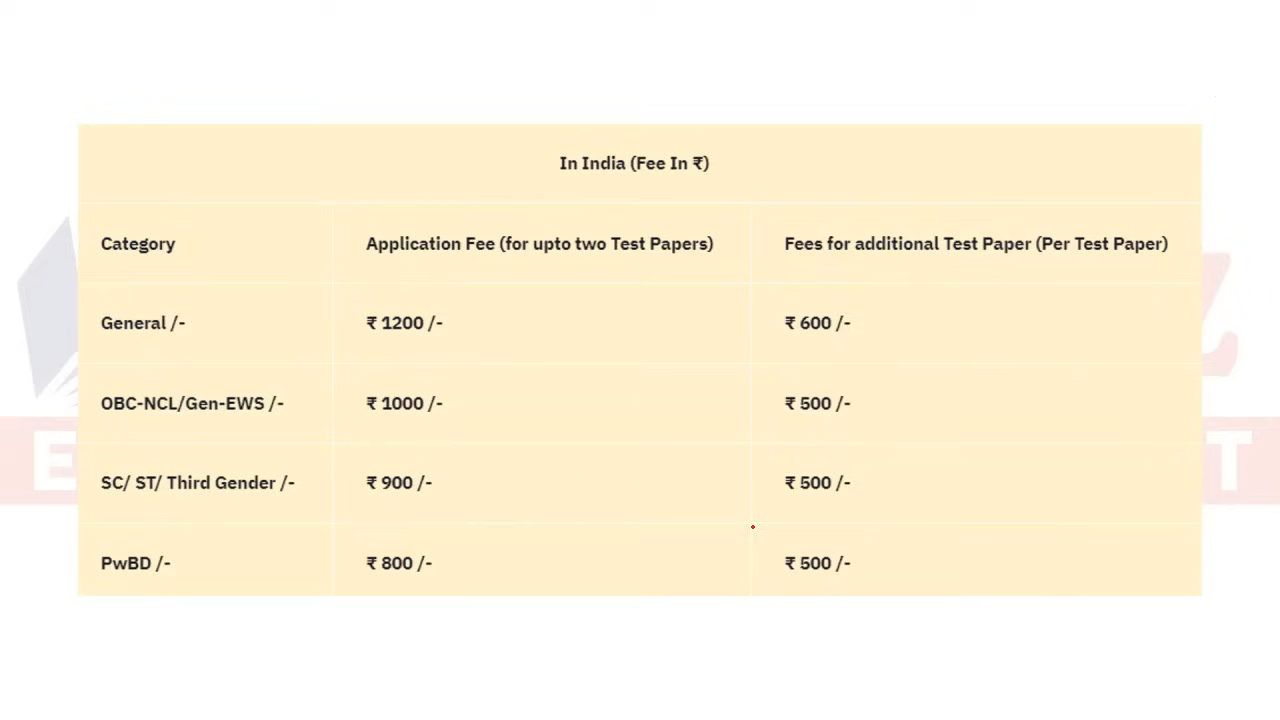 In India (Fee In ₹)
Category Application Fee (for upto two Test Papers) Fees for additional Test Paper (Per Test Paper)
General /- ₹ 1200 /- ₹ 600 /-
OBC-NCL/Gen-EWS /- ₹ 1000 /- ₹ 500 /-
SC/ ST/ Third Gender /- ₹ 900 /- ₹ 500 /-
PwBD /- ₹ 800 /- ₹ 500 /-